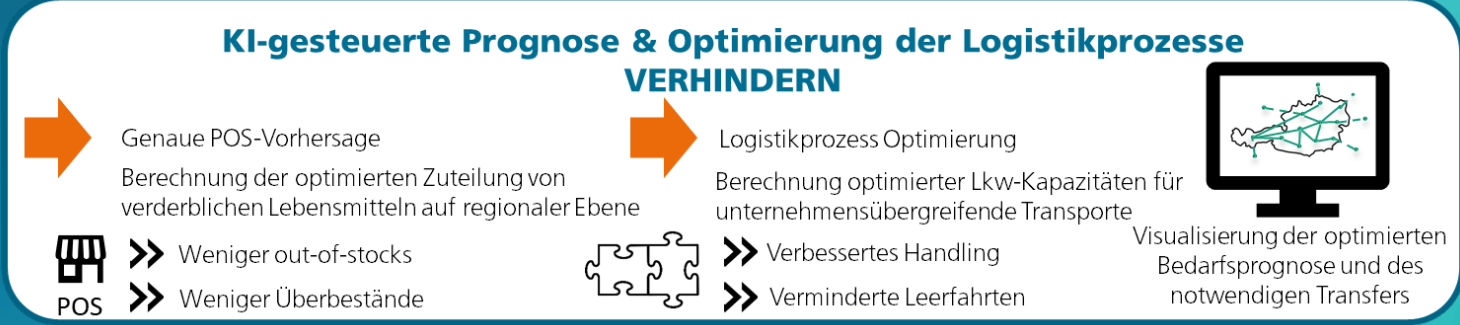 KI-gesteuerte Prognose & Optimierung der Logistikprozesse
VERHINDERN
Genaue POS-Vorhersage
Berechnung der optimierten Zuteilung von
verderblichen Lebensmitteln auf regionaler Ebene
Weniger out-of-stocks
Weniger Überbestände
POS
Logistikprozess Optimierung
Berechnung optimierter Lkw-Kapazitäten für
unternehmensübergreifende Transporte
Verbessertes Handling
Verminderte Leerfahrten
Visualisierung der optimierten
Bedarfsprognose und des
notwendigen Transfers